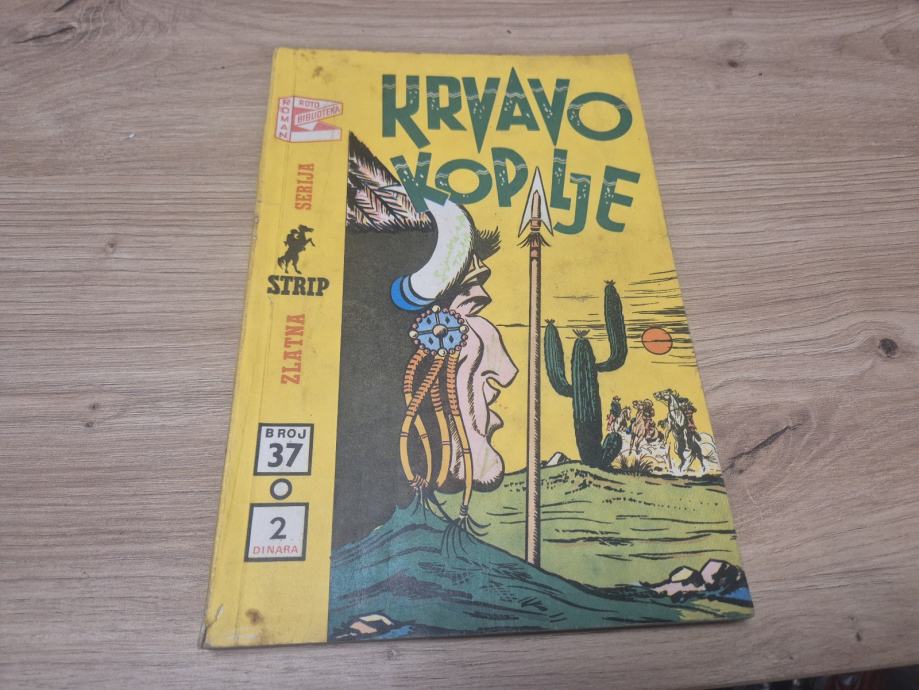 KRVAVO
KOPLJE
ROMAN
ROTO
BIBLIOTEKA
ZLATNA
STRIP
SERIJA
BROJ
37
2
DINARA